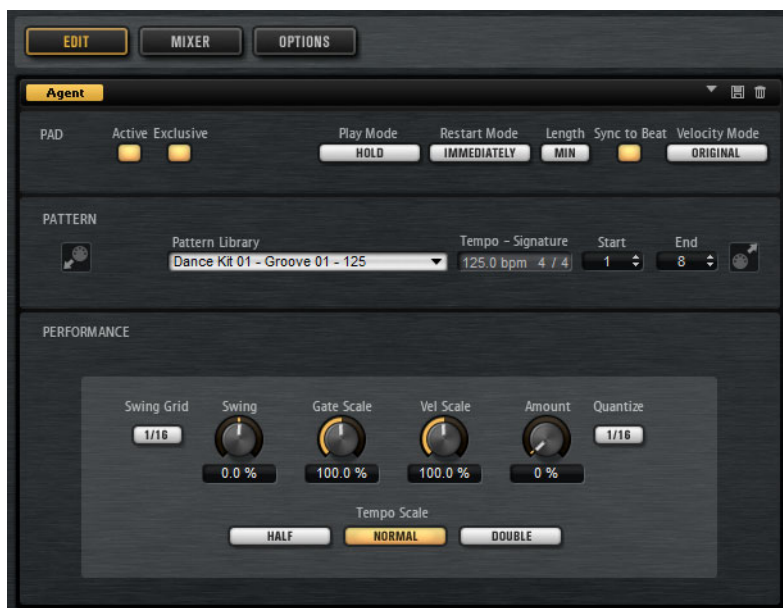 EDIT MIXER OPTIONS
Agent
PAD Active Exclusive Play Mode Restart Mode Length Sync to Beat Velocity Mode
HOLD IMMEDIATELY MIN ORIGINAL
PATTERN
Pattern Library Tempo - Signature Start End
Dance Kit 01 - Groove 01 - 125 125.0 bpm 4 / 4 1 8
PERFORMANCE
Swing Grid Swing Gate Scale Vel Scale Amount Quantize
1/16 1/16
0.0 % 100.0 % 100.0 % 0 %
Tempo Scale
HALF NORMAL DOUBLE